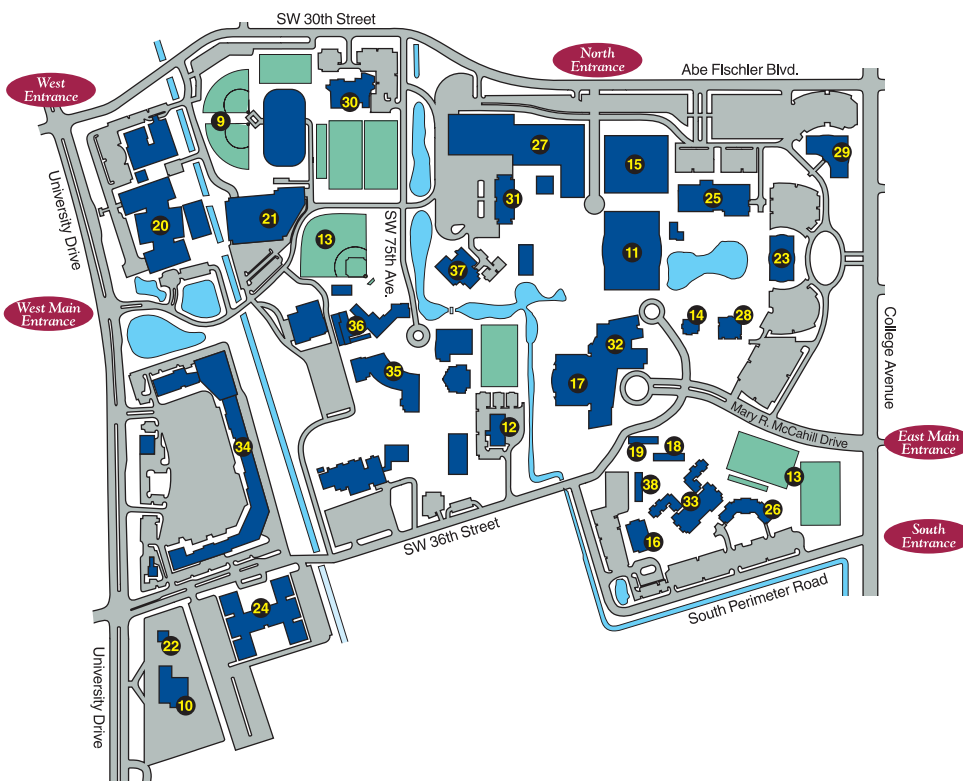 SW 30th Street
North
Entrance
Abe Flschler Blvd.
West
Entrance
30
9
27
15
29
31
25
University Drive
20
21
13
SW 75th Ave.
11
23
37
West Main
Entrance
14
28
36
32
College Avenue
35
17
Mary R. McCahill Drive
12
34
18
19
East Main
Entrance
13
38
33
26
SW 36th Street
16
South
Entrance
24
South Perimeter Road
22
University Drive
10